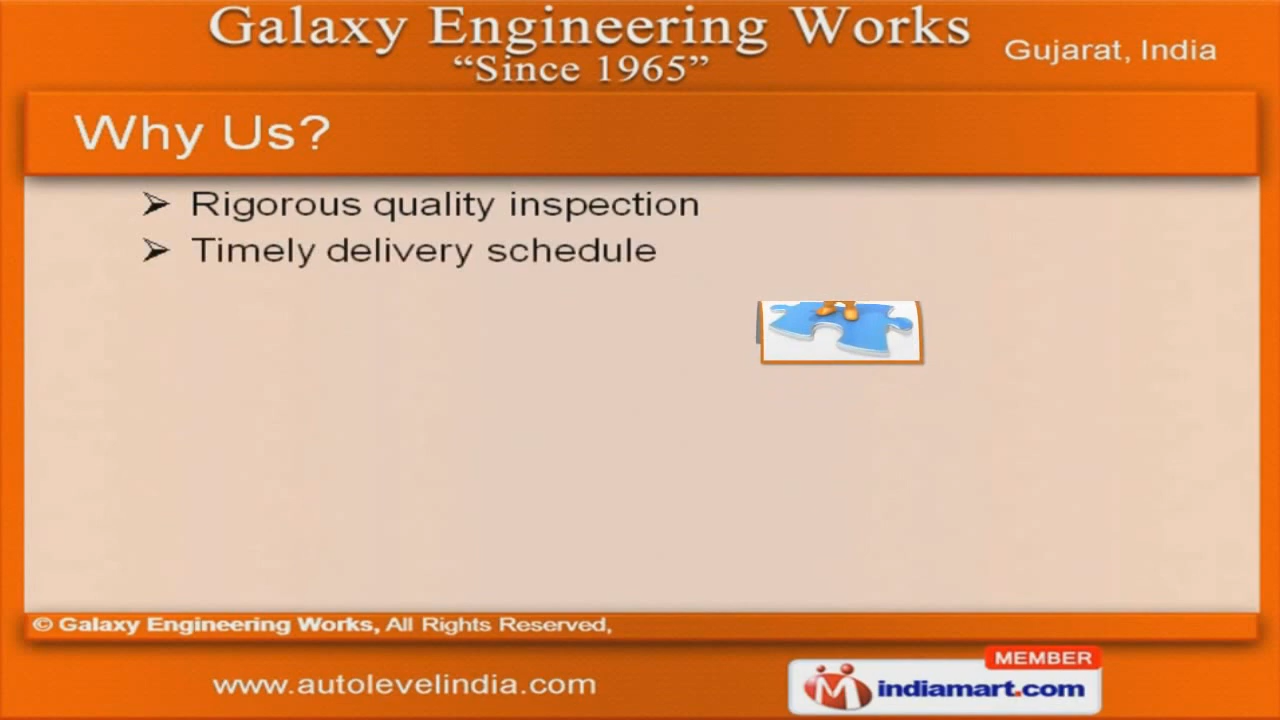 Galaxy Engineering Works
“Since 1965”
Gujarat, India
Why Us?
➢ Rigorous quality inspection
➢ Timely delivery schedule
© Galaxy Engineering Works, All Rights Reserved,
www.autolevelindia.com
MEMBER
indiamart.com